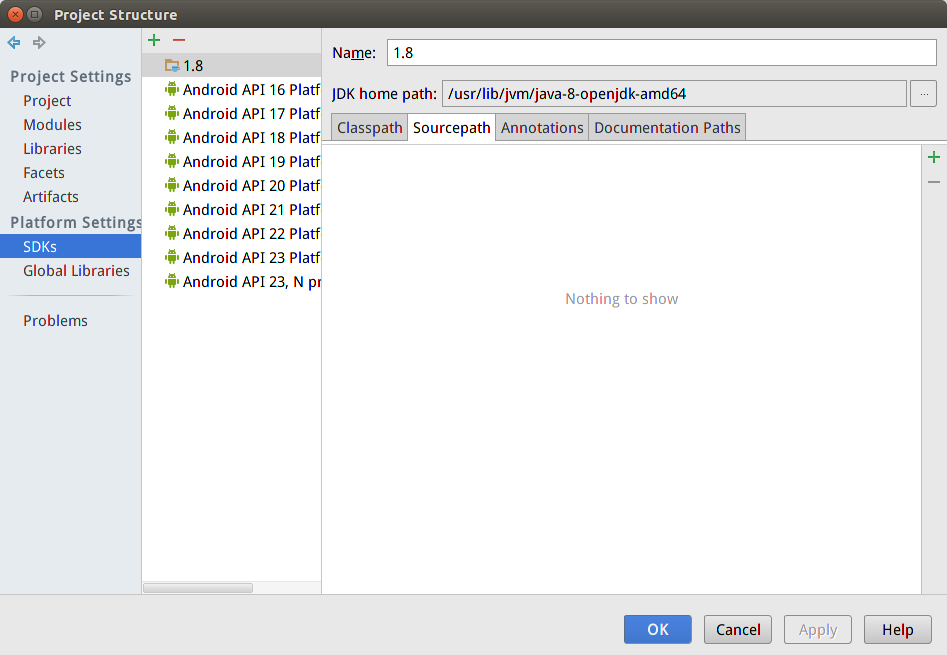 Project Structure
Project Settings
Project
Modules
Libraries
Facets
Artifacts
Platform Settings
SDKs
Global Libraries
Problems
1.8
Android API 16 Platf
Android API 17 Platf
Android API 18 Platf
Android API 19 Platf
Android API 20 Platf
Android API 21 Platf
Android API 22 Platf
Android API 23 Platf
Android API 23, N pr
Name: 1.8
JDK home path: /usr/lib/jvm/java-8-openjdk-amd64 ...
Classpath Sourcepath Annotations Documentation Paths
Nothing to show
OK Cancel Apply Help